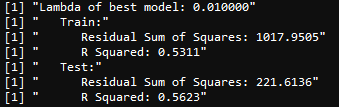 [1] "Lambda of best model: 0.010000"
[1] "   Train:"
[1] "      Residual Sum of Squares: 1017.9505"
[1] "      R Squared: 0.5311"
[1] "   Test:"
[1] "      Residual Sum of Squares: 221.6136"
[1] "      R Squared: 0.5623"